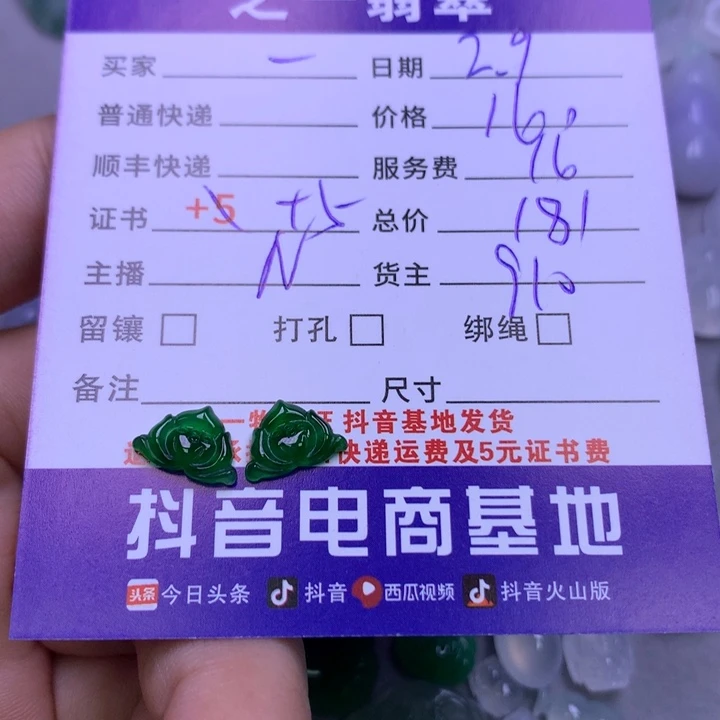 之一翡翠
买家 一 日期 2.9
普通快递 价格 160
顺丰快递 服务费 16
证书 +5 +5 总价 181
主播 N 货主 910
留镶 打孔 绑绳
备注 尺寸
一物 抖音基地发货
快递运费及5元证书费
抖音电商基地
头条 今日头条 抖音 西瓜视频 抖音火山版